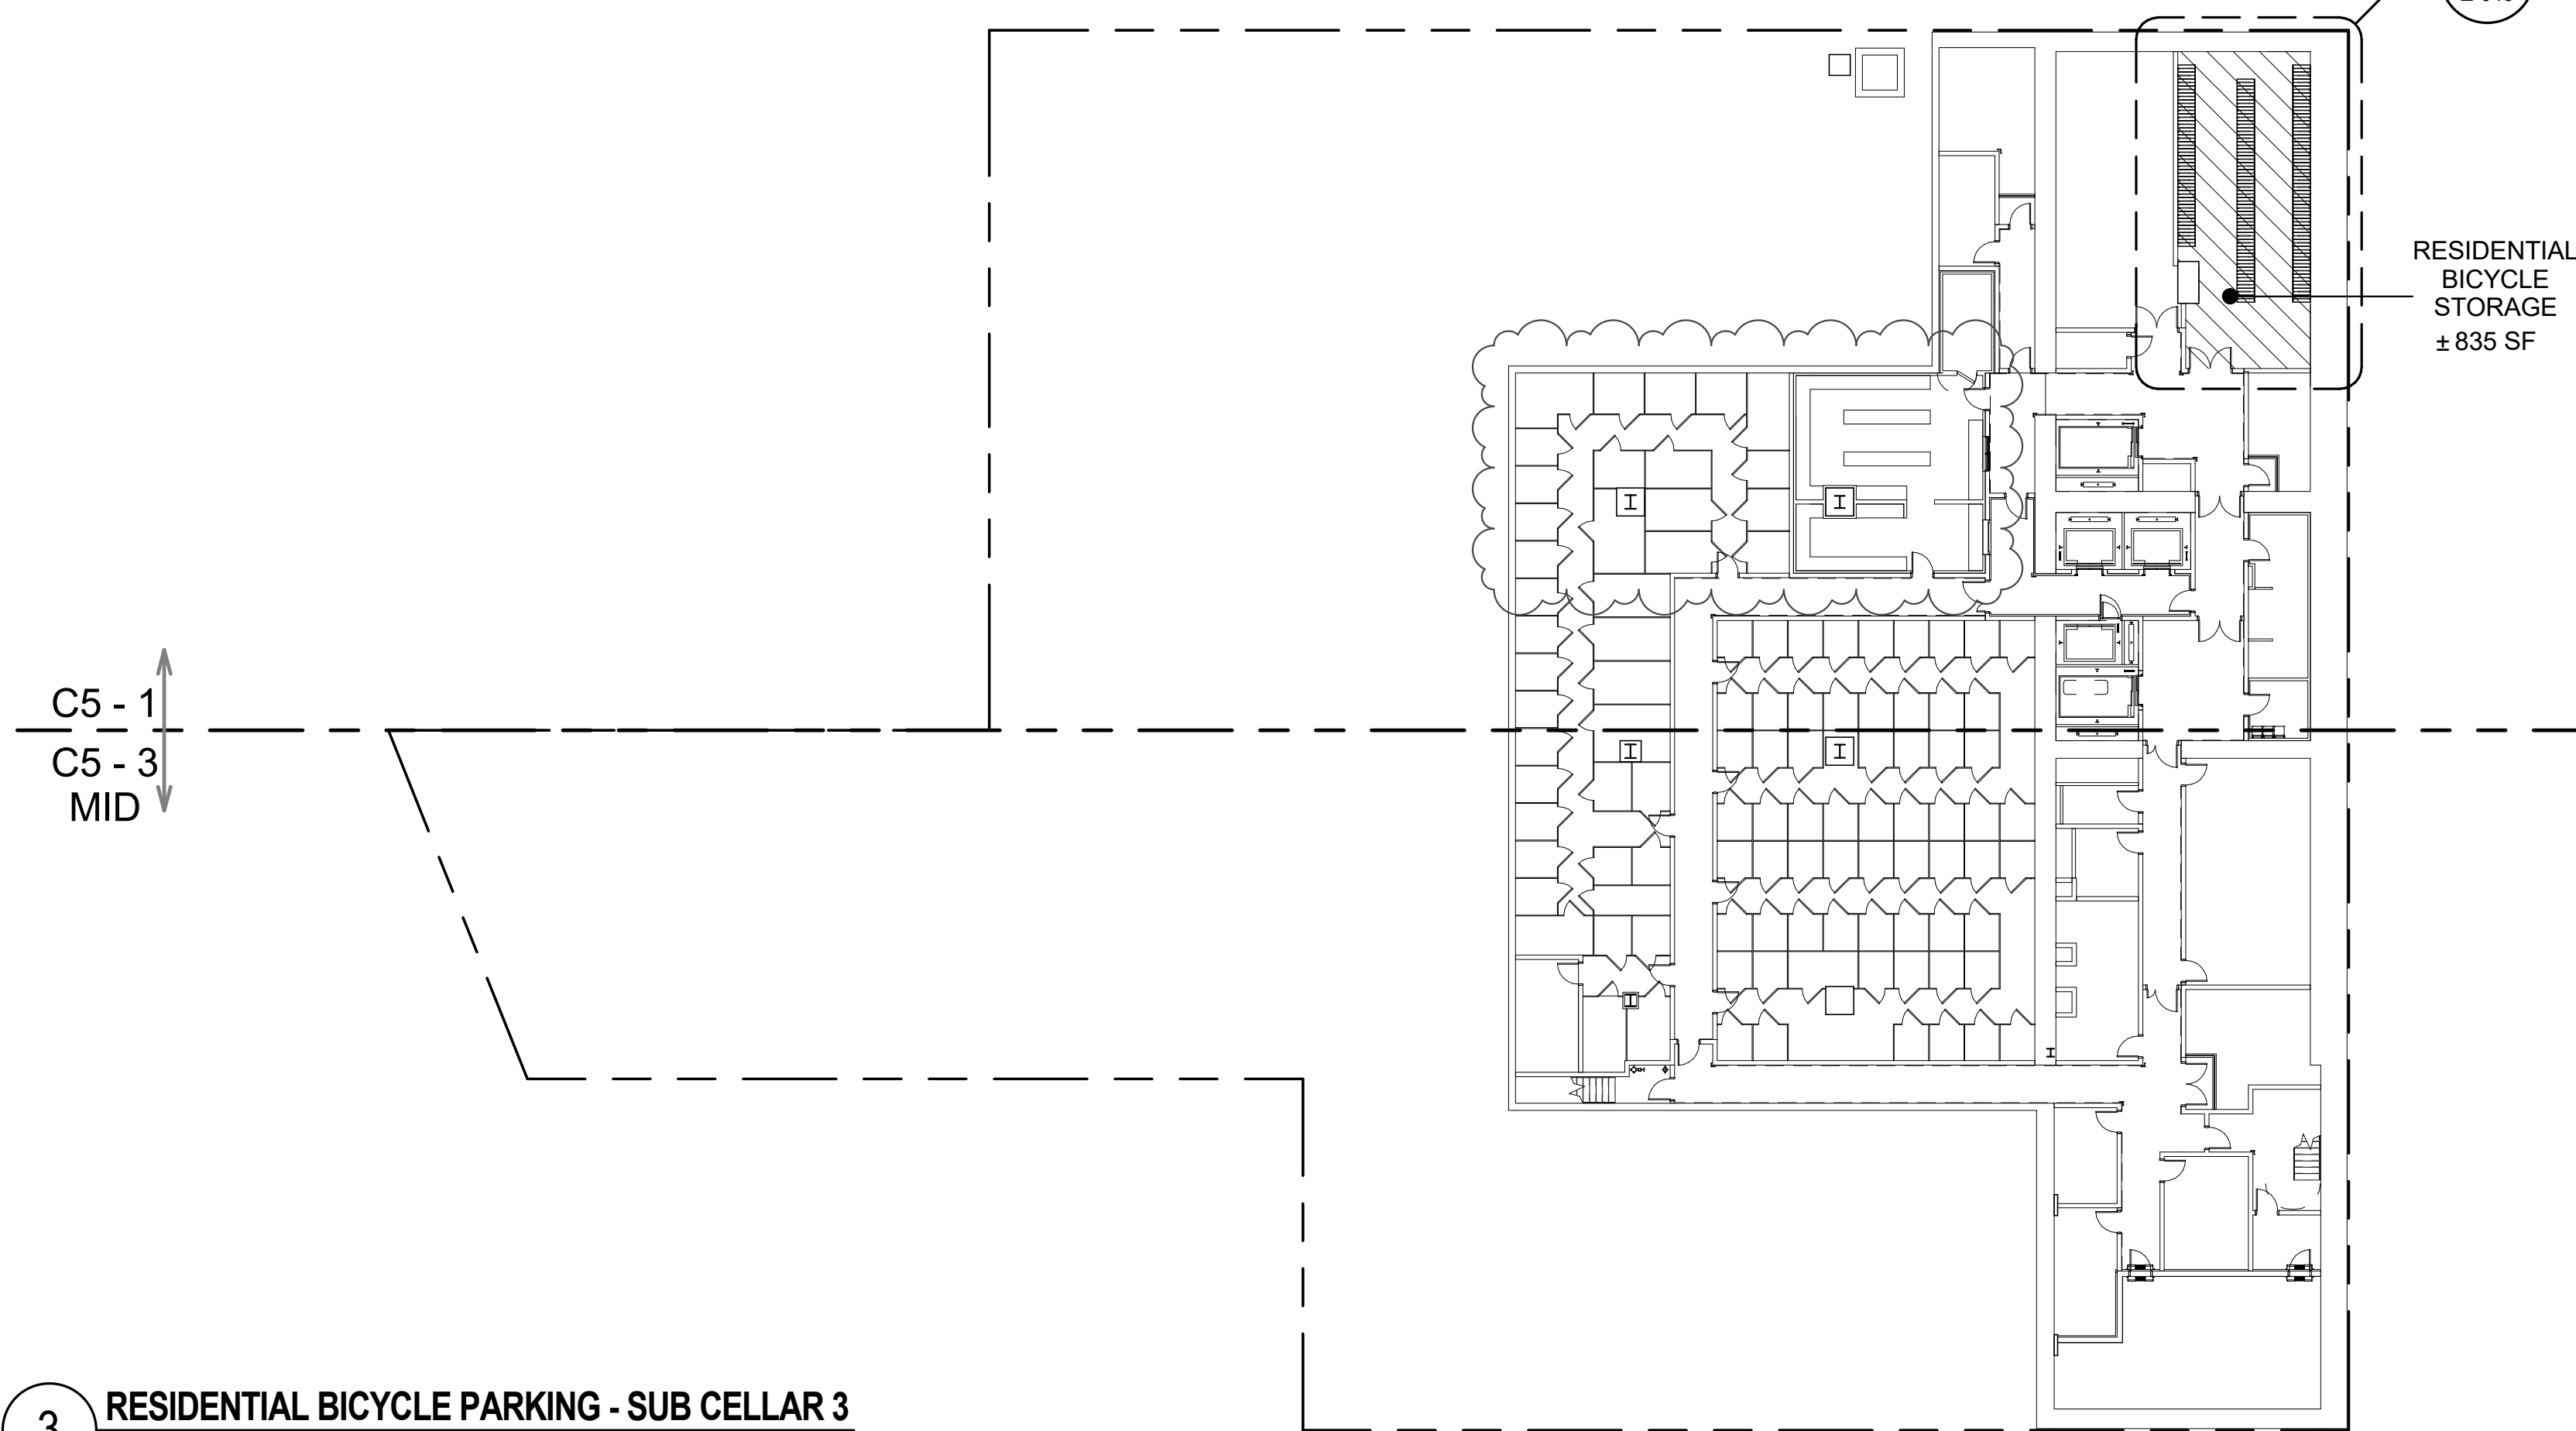 RESIDENTIAL
BICYCLE
STORAGE
± 835 SF
C5 - 1
C5 - 3
MID
3
RESIDENTIAL BICYCLE PARKING - SUB CELLAR 3